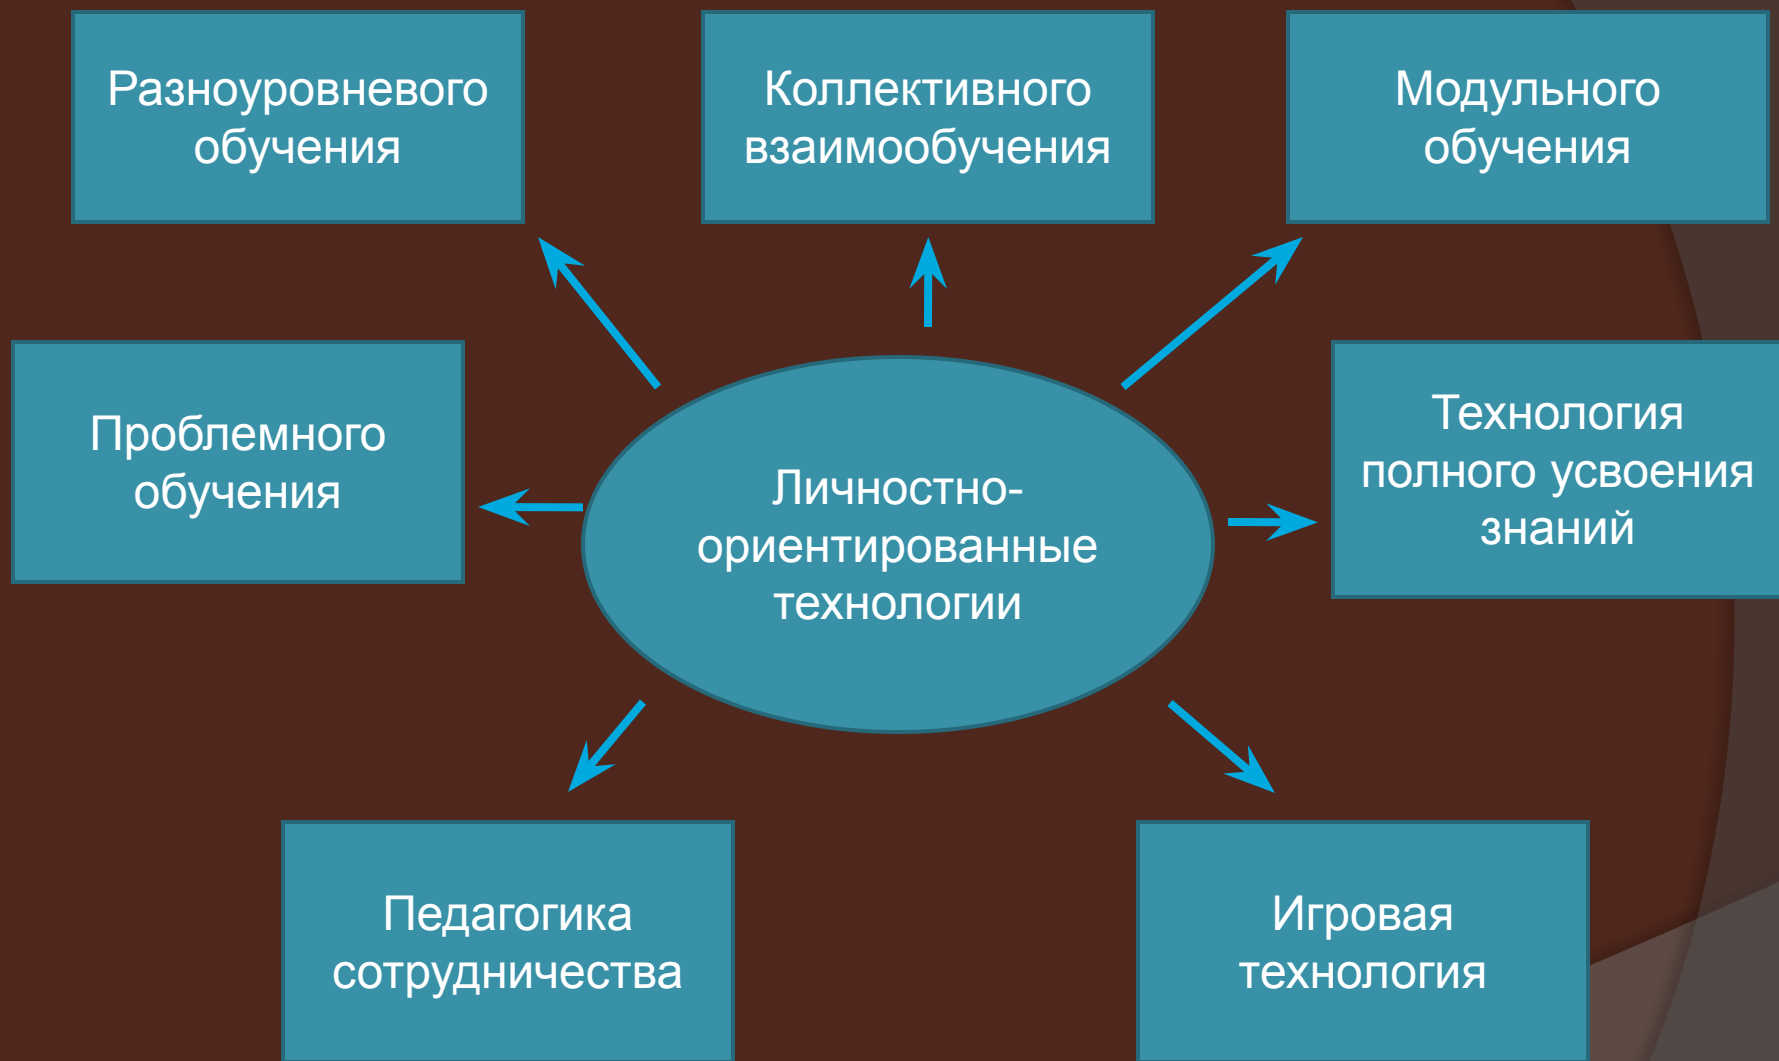 Разноуровневого
обучения
Коллективного
взаимообучения
Модульного
обучения
Проблемного
обучения
Личностно-
ориентированные
технологии
Технология
полного усвоения
знаний
Педагогика
сотрудничества
Игровая
технология